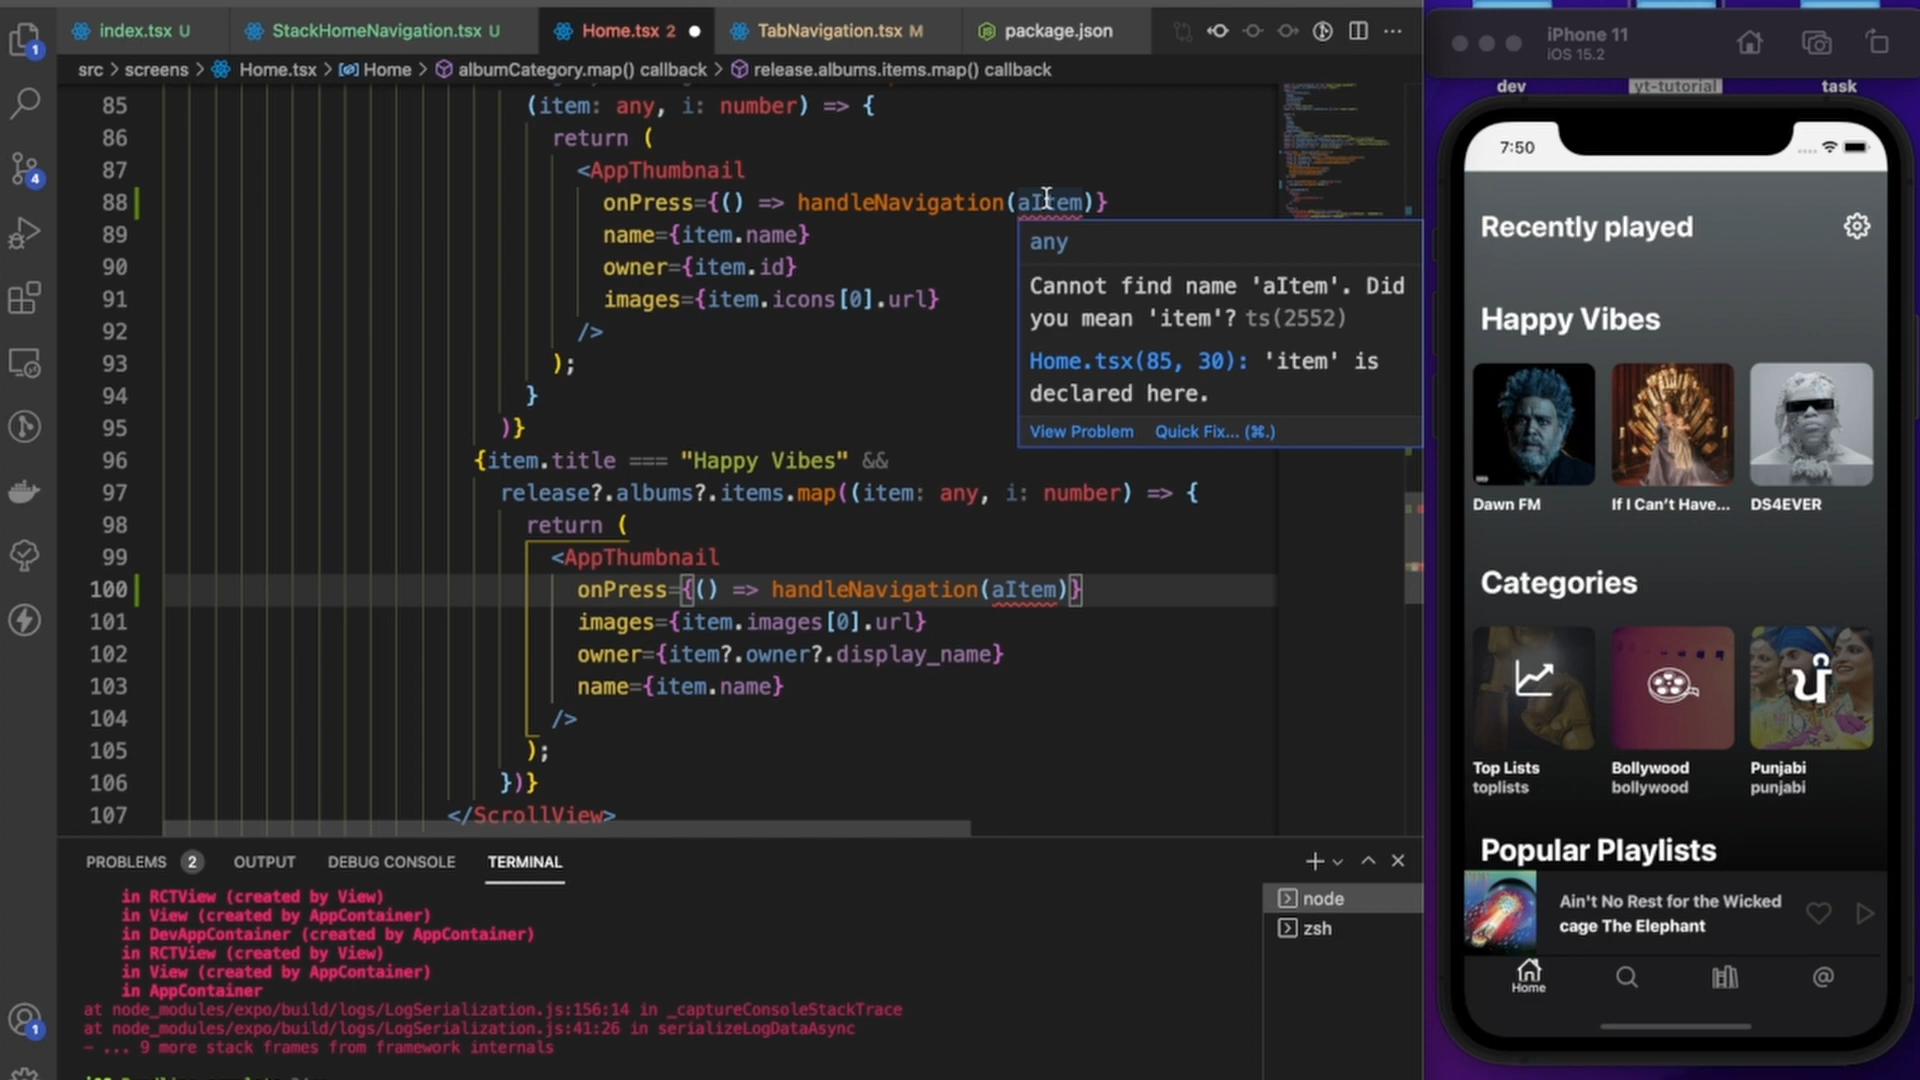 index.tsx U
StackHomeNavigation.tsx U
Home.tsx 2
TabNavigation.tsx M
package.json
src > screens > Home.tsx > Home > albumCategory.map() callback > release.albums.items.map() callback
85 (item: any, i: number) => {
86 return (
87 <AppThumbnail
88 onPress={() => handleNavigation(aItem)}
89 name={item.name}
90 owner={item.id}
91 images={item.icons[0].url}
92 />
93 );
94 }
95 )}
96 {item.title === "Happy Vibes" &&
97 release?.albums?.items.map((item: any, i: number) => {
98 return (
99 <AppThumbnail
100 onPress={() => handleNavigation(aItem)}
101 images={item.images[0].url}
102 owner={item?.owner?.display_name}
103 name={item.name}
104 />
105 );
106 })}
107 </ScrollView>
any
Cannot find name 'aItem'. Did
you mean 'item'? ts(2552)
Home.tsx(85, 30): 'item' is
declared here.
View Problem Quick Fix... (⌘.)
1
4
1
PROBLEMS 2 OUTPUT DEBUG CONSOLE TERMINAL
in RCTView (created by View)
in View (created by AppContainer)
in DevAppContainer (created by AppContainer)
in RCTView (created by View)
in View (created by AppContainer)
in AppContainer
at node_modules/expo/build/logs/LogSerialization.js:156:14 in _captureConsoleStackTrace
at node_modules/expo/build/logs/LogSerialization.js:41:26 in serializeLogDataAsync
- ... 9 more stack frames from framework internals
node
zsh
iPhone 11
iOS 15.2
dev yt-tutorial task
7:50
Recently played
Happy Vibes
Dawn FM
If I Can't Have...
DS4EVER
Categories
ਪੰ
Top Lists
toplists
Bollywood
bollywood
Punjabi
punjabi
Popular Playlists
Ain't No Rest for the Wicked
cage The Elephant
Home